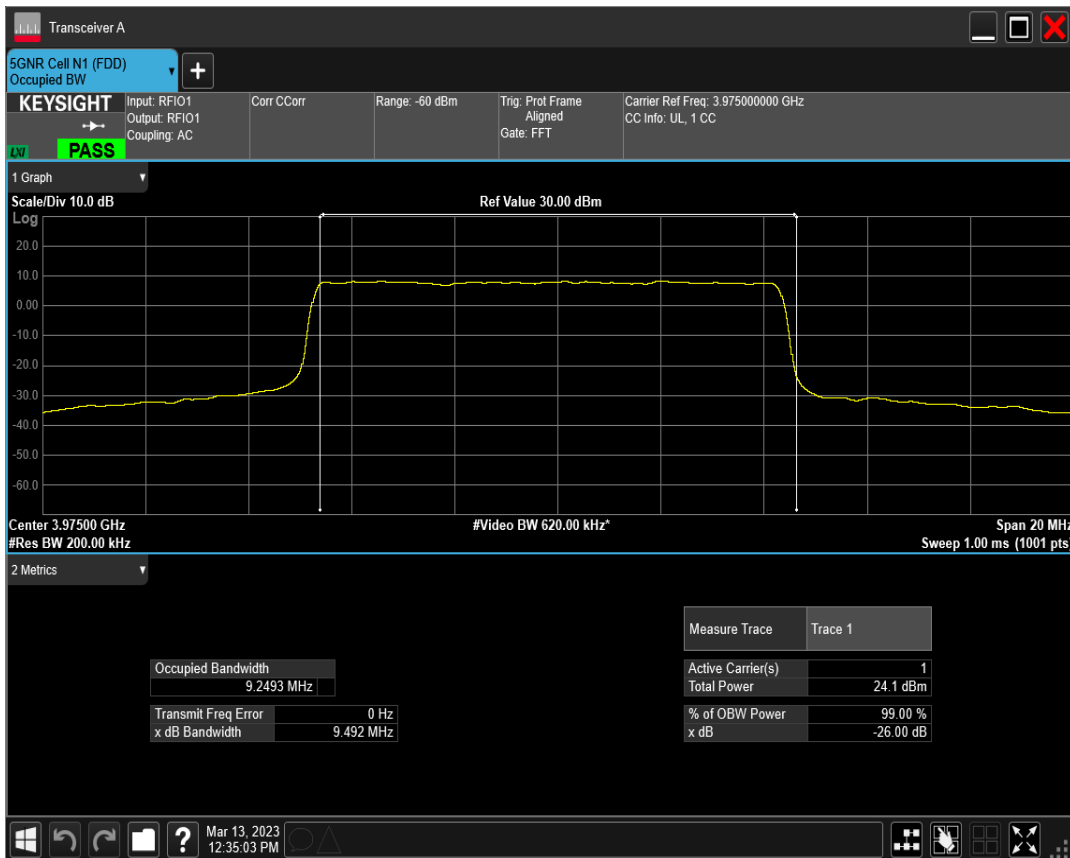 Transceiver A
5GNR Cell N1 (FDD)
Occupied BW
KEYSIGHT
LXI
PASS
Input: RFIO1
Output: RFIO1
Coupling: AC
Corr CCorr
Range: -60 dBm
Trig: Prot Frame
Aligned
Gate: FFT
Carrier Ref Freq: 3.975000000 GHz
CC Info: UL, 1 CC
1 Graph
Scale/Div 10.0 dB
Ref Value 30.00 dBm
Log
20.0
10.0
0.00
-10.0
-20.0
-30.0
-40.0
-50.0
-60.0
Center 3.97500 GHz
#Video BW 620.00 kHz*
Span 20 MHz
#Res BW 200.00 kHz
Sweep 1.00 ms (1001 pts)
2 Metrics
Measure Trace Trace 1
Occupied Bandwidth
9.2493 MHz
Active Carrier(s) 1
Total Power 24.1 dBm
Transmit Freq Error 0 Hz
x dB Bandwidth 9.492 MHz
% of OBW Power 99.00 %
x dB -26.00 dB
?
Mar 13, 2023
12:35:03 PM